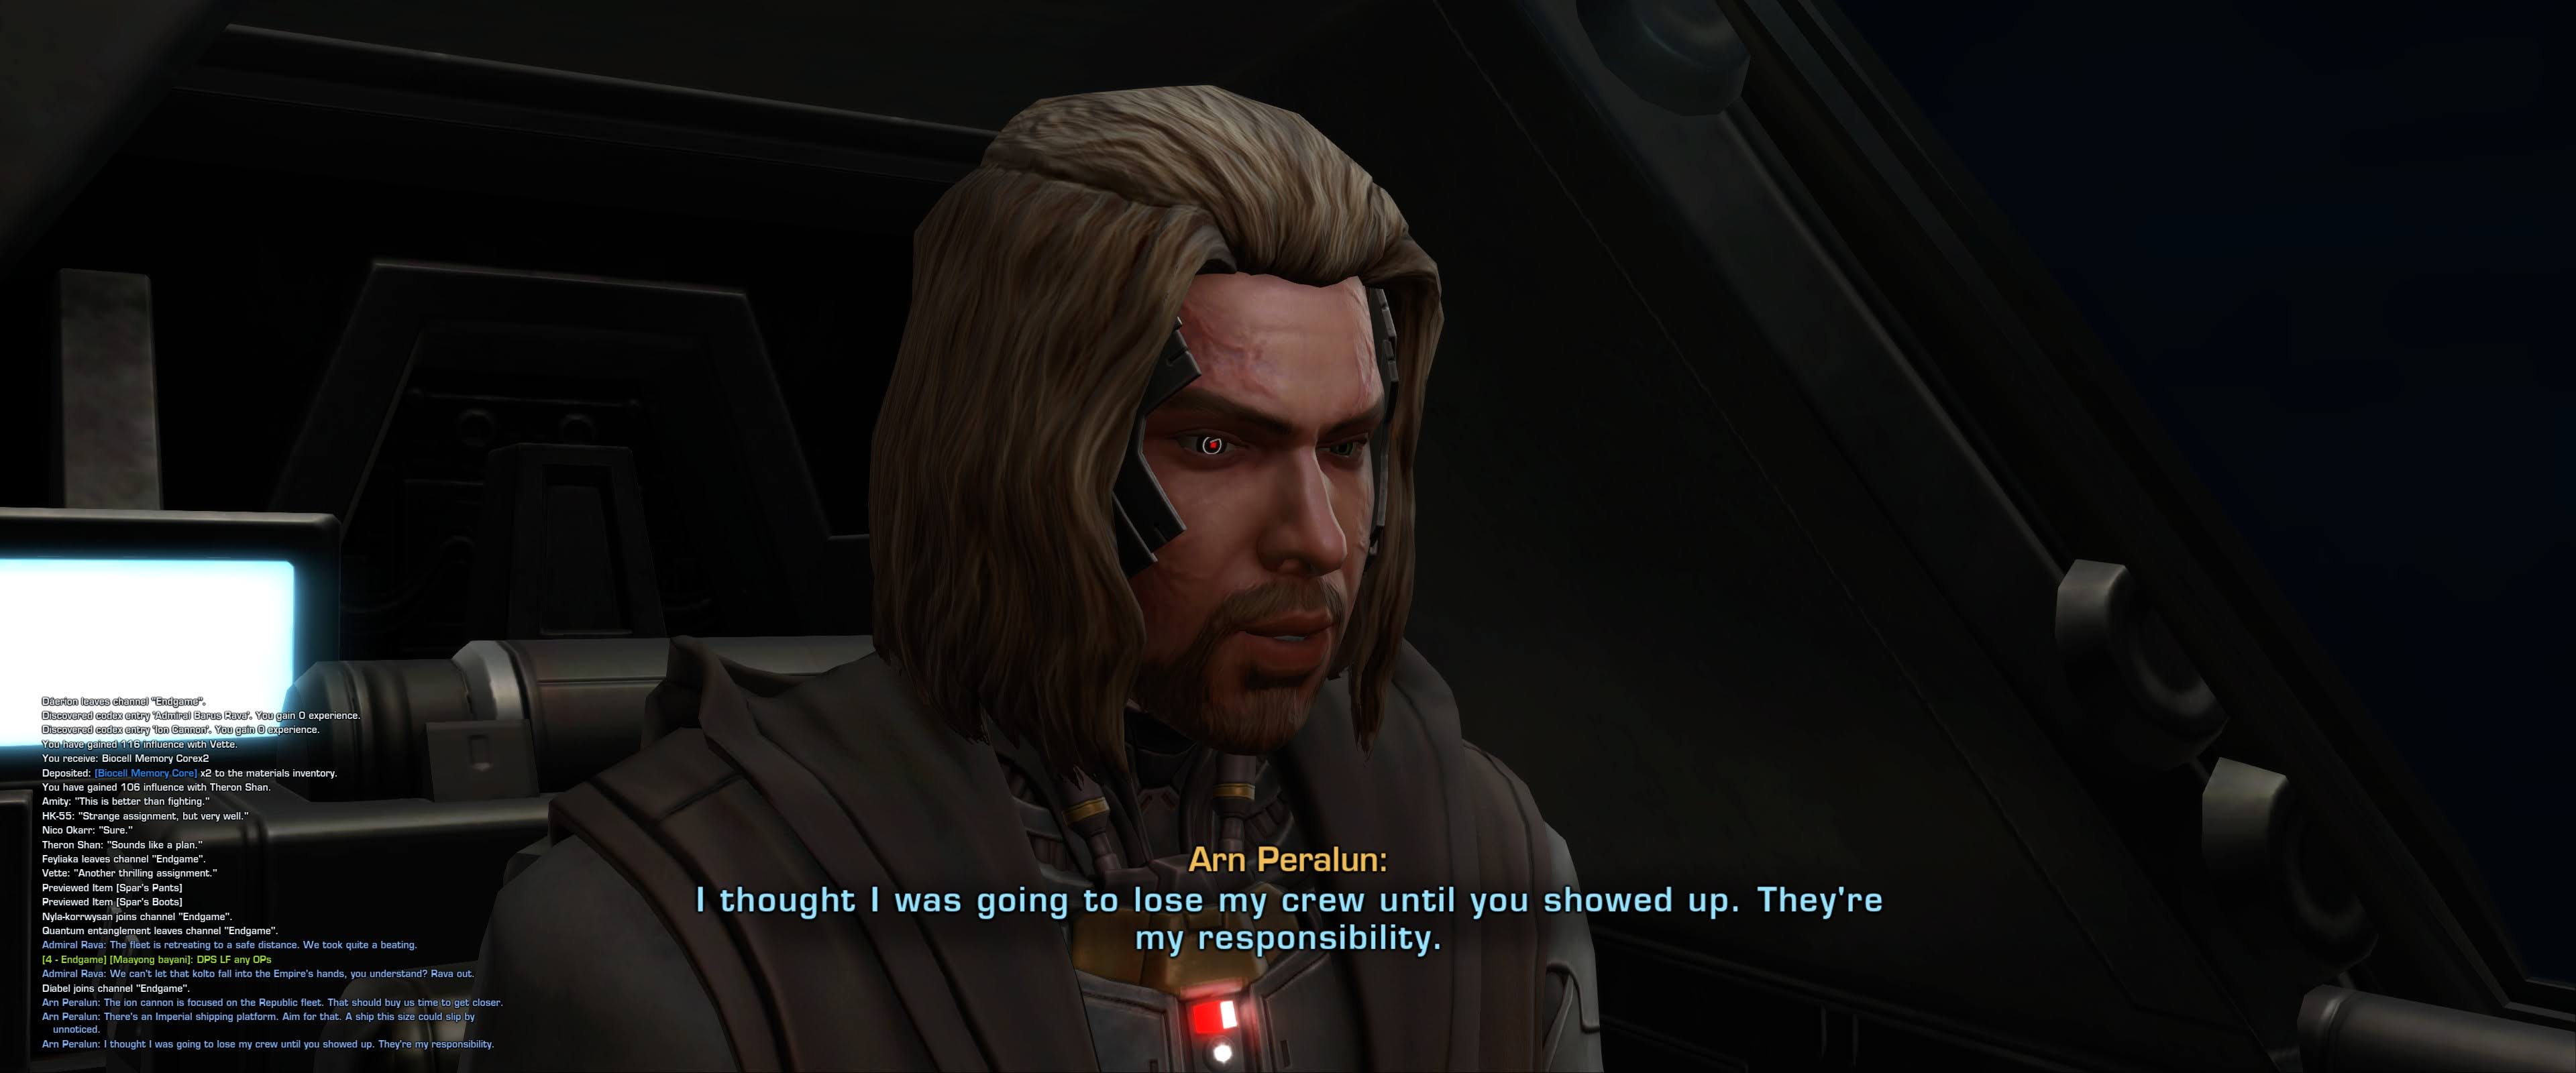 Arn Peralun:
I thought I was going to lose my crew until you showed up. They're
my responsibility.
Daerion leaves channel "Endgame".
Discovered codex entry 'Admiral Barus Rava'. You gain 0 experience.
Discovered codex entry 'Ion Cannon'. You gain 0 experience.
You have gained 116 influence with Vette.
You receive: Biocell Memory Corex2
Deposited: [Biocell Memory Core] x2 to the materials inventory.
You have gained 106 influence with Theron Shan.
Amity: "This is better than fighting."
HK-55: "Strange assignment, but very well."
Nico Okarr: "Sure."
Theron Shan: "Sounds like a plan."
Feyliaka leaves channel "Endgame".
Vette: "Another thrilling assignment."
Previewed Item [Spar's Pants]
Previewed Item [Spar's Boots]
Nyla-korrwysan joins channel "Endgame".
Quantum entanglement leaves channel "Endgame".
Admiral Rava: The fleet is retreating to a safe distance. We took quite a beating.
[4 - Endgame] [Maayong bayani]: DPS LF any OPs
Admiral Rava: We can't let that kolto fall into the Empire's hands, you understand? Rava out.
Diabel joins channel "Endgame".
Arn Peralun: The ion cannon is focused on the Republic fleet. That should buy us time to get closer.
Arn Peralun: There's an Imperial shipping platform. Aim for that. A ship this size could slip by
unnoticed.
Arn Peralun: I thought I was going to lose my crew until you showed up. They're my responsibility.